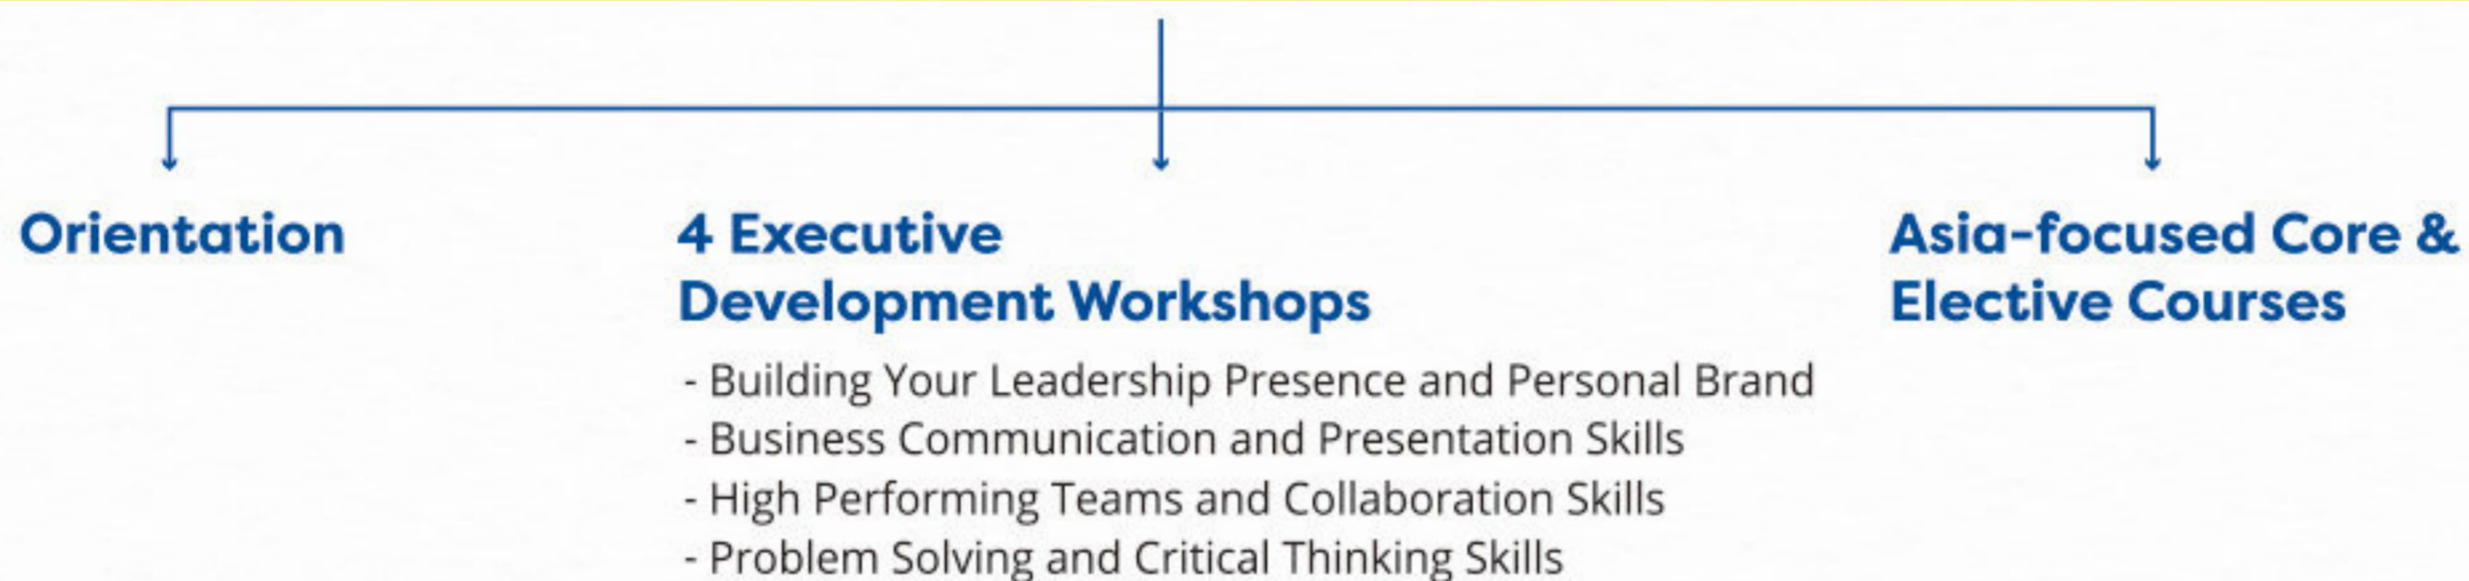 Orientation
4 Executive
Development Workshops
- Building Your Leadership Presence and Personal Brand
- Business Communication and Presentation Skills
- High Performing Teams and Collaboration Skills
- Problem Solving and Critical Thinking Skills
Asia-focused Core &
Elective Courses